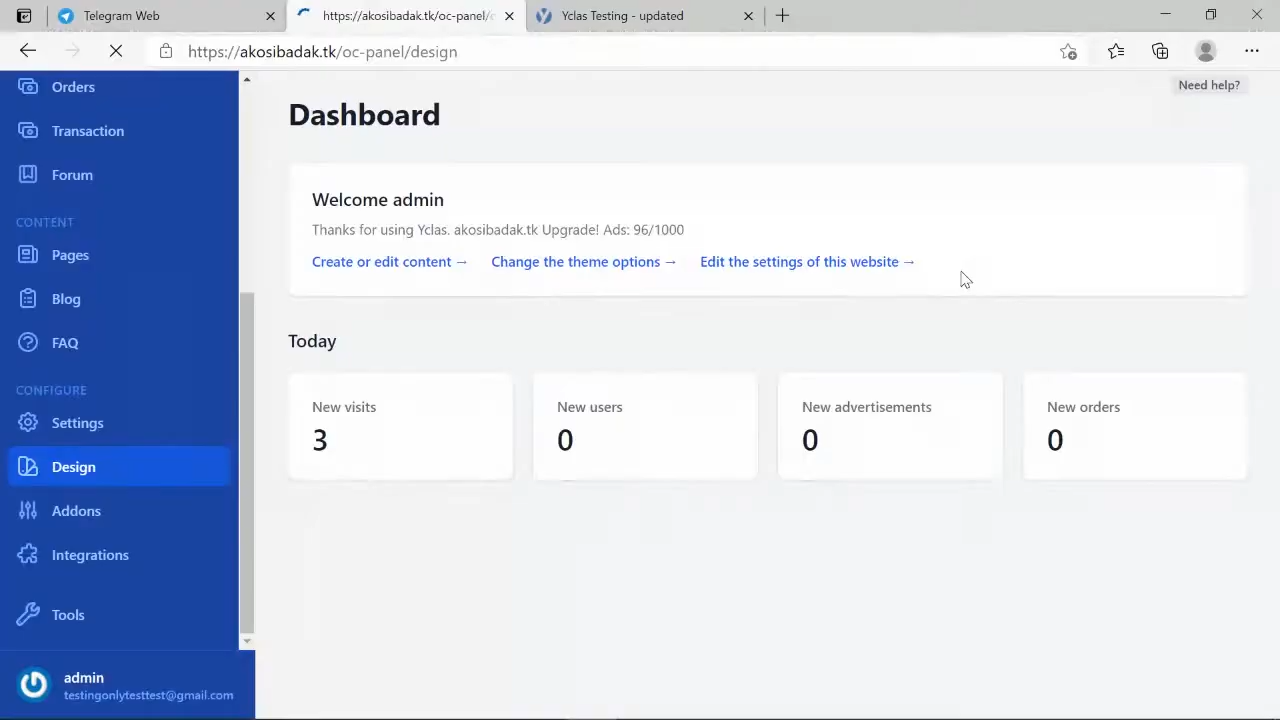 Telegram Web
https://akosibadak.tk/oc-panel/
Yclas Testing - updated
https://akosibadak.tk/oc-panel/design
Need help?
Orders
Transaction
Forum
CONTENT
Pages
Blog
FAQ
CONFIGURE
Settings
Design
Addons
Integrations
Tools
admin
testingonlytesttest@gmail.com
Dashboard
Welcome admin
Thanks for using Yclas. akosibadak.tk Upgrade! Ads: 96/1000
Create or edit content → Change the theme options → Edit the settings of this website →
Today
New visits
3
New users
0
New advertisements
0
New orders
0